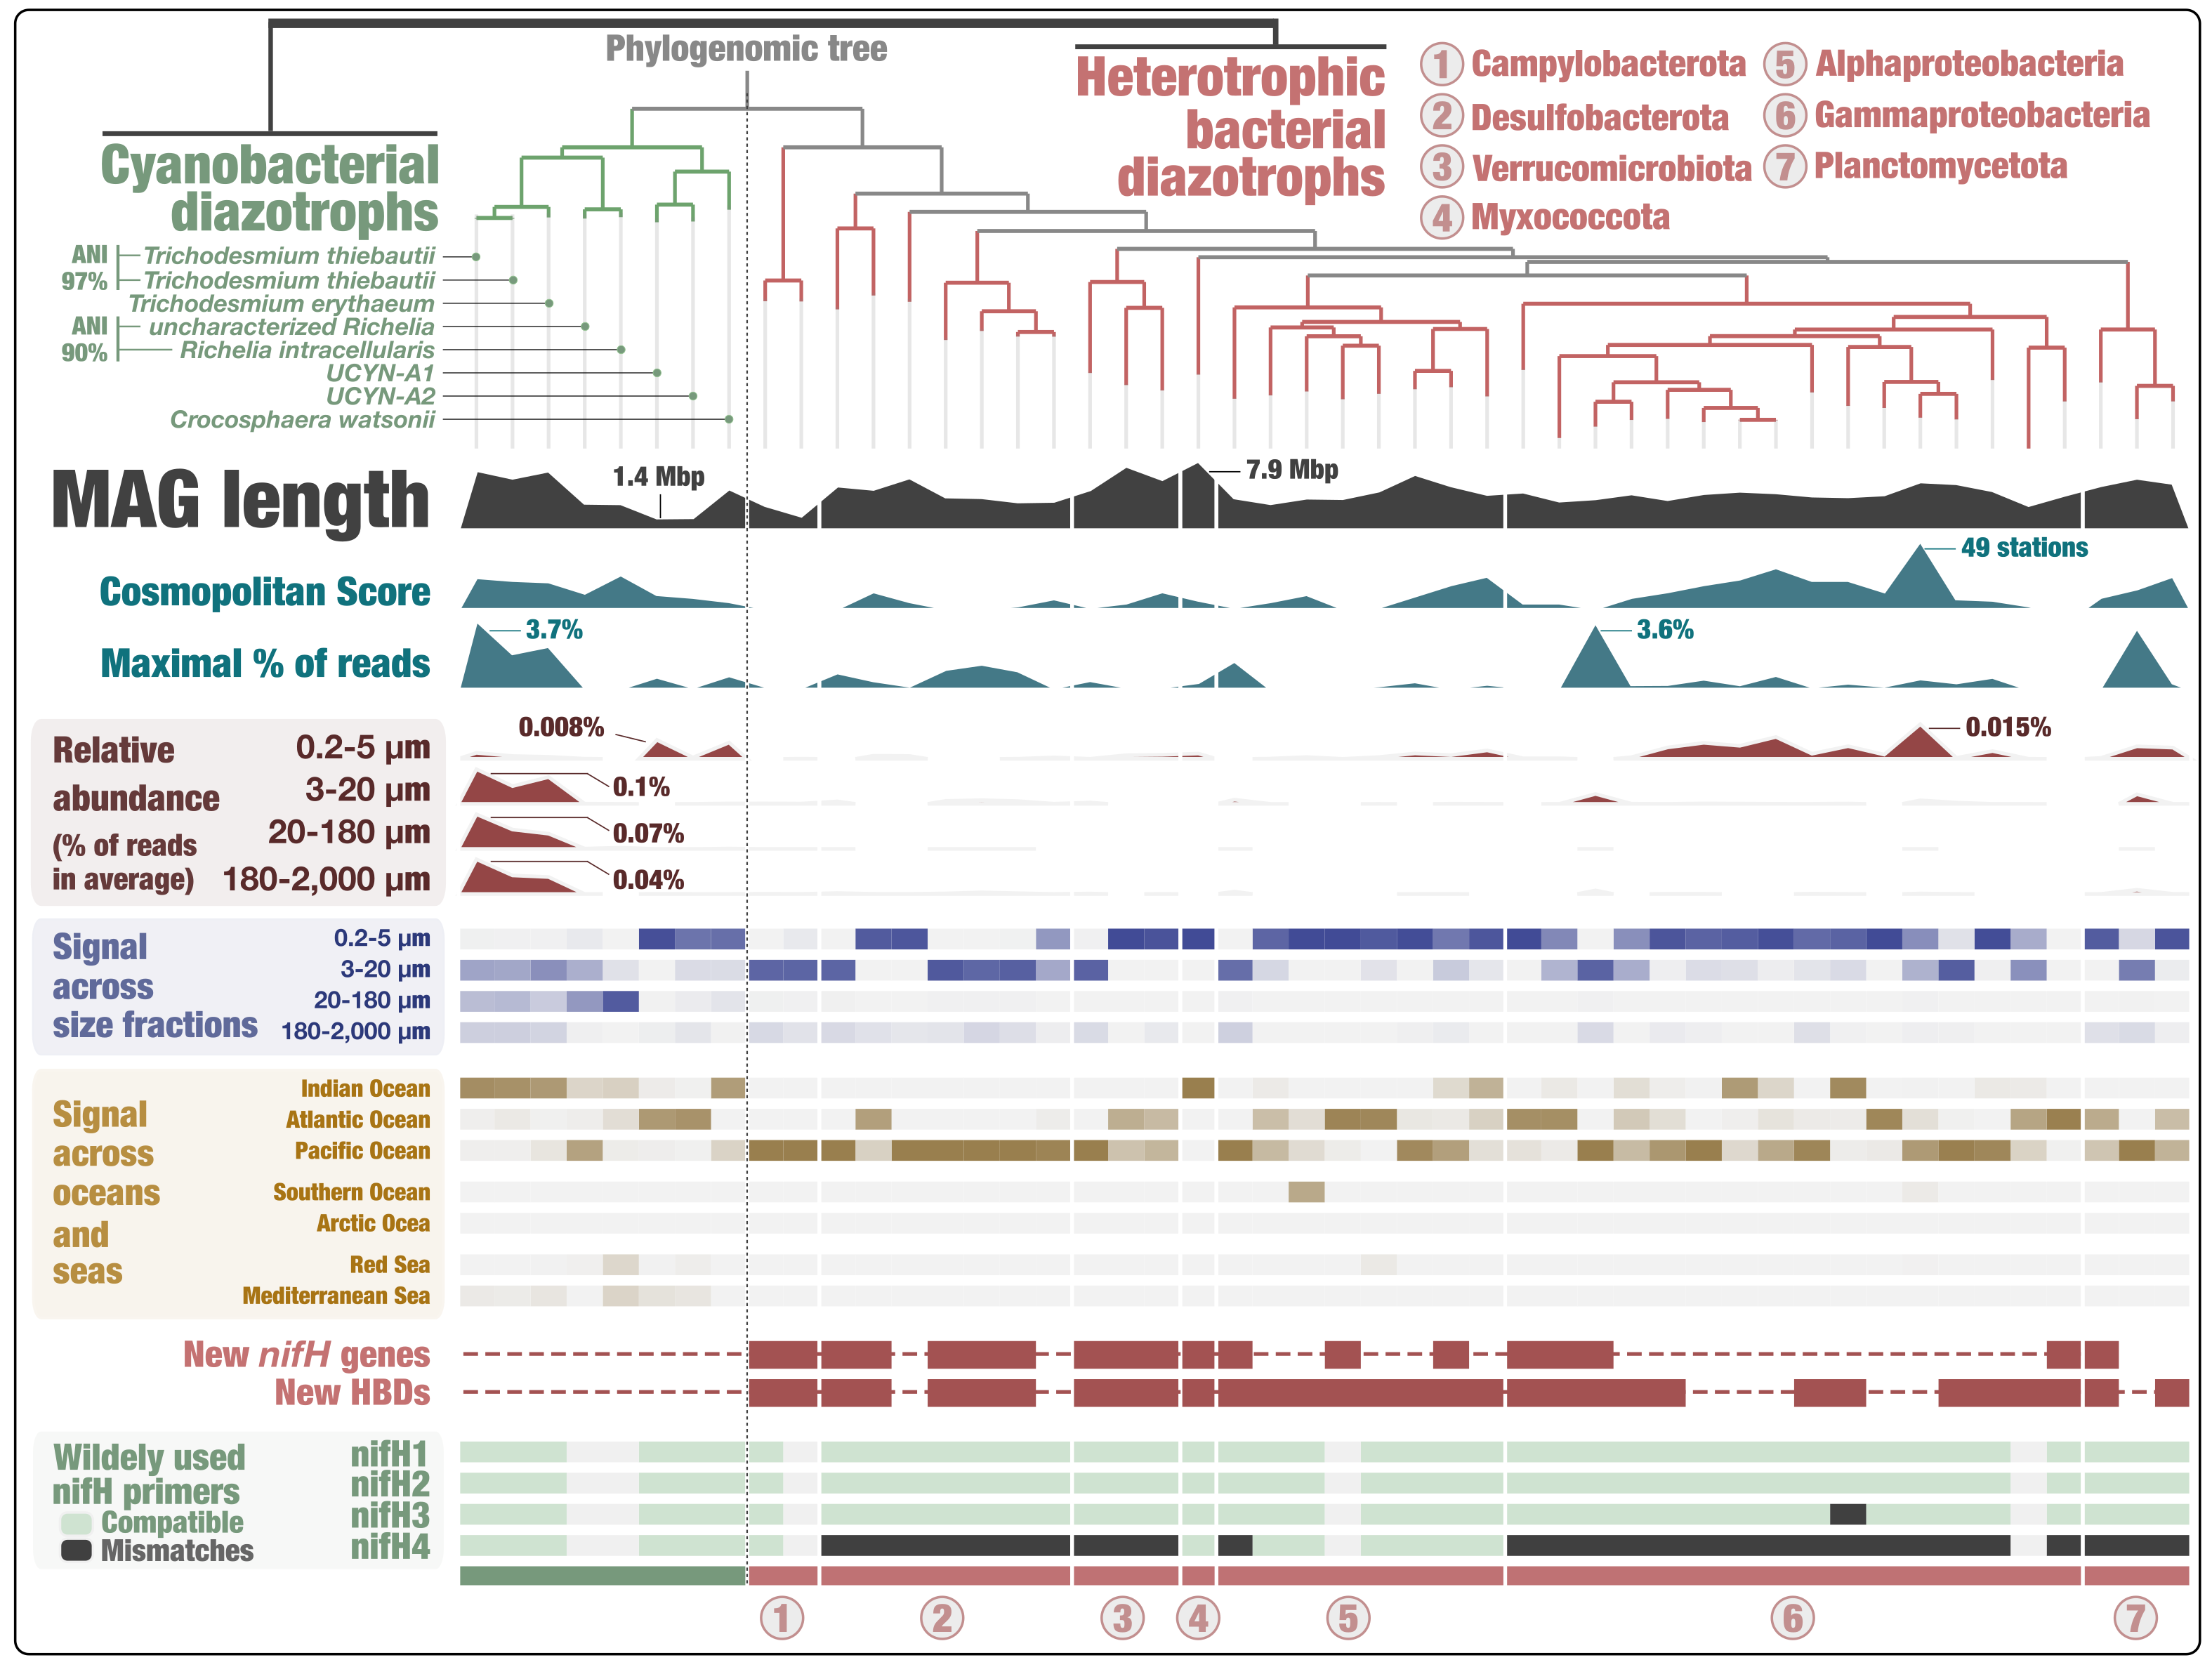 Phylogenomic tree
Cyanobacterial
diazotrophs
Heterotrophic
bacterial
diazotrophs
1 Campylobacterota
2 Desulfobacterota
3 Verrucomicrobiota
4 Myxococcota
5 Alphaproteobacteria
6 Gammaproteobacteria
7 Planctomycetota
ANI
97%
Trichodesmium thiebautii
Trichodesmium thiebautii
Trichodesmium erythaeum
ANI
90%
uncharacterized Richelia
Richelia intracellularis
UCYN-A1
UCYN-A2
Crocosphaera watsonii
MAG length
1.4 Mbp
7.9 Mbp
Cosmopolitan Score
49 stations
Maximal % of reads
3.7%
3.6%
Relative
abundance
(% of reads
in average)
0.2-5 µm
3-20 µm
20-180 µm
180-2,000 µm
0.008%
0.015%
0.1%
0.07%
0.04%
Signal
across
size fractions
0.2-5 µm
3-20 µm
20-180 µm
180-2,000 µm
Signal
across
oceans
and
seas
Indian Ocean
Atlantic Ocean
Pacific Ocean
Southern Ocean
Arctic Ocea
Red Sea
Mediterranean Sea
New nifH genes
New HBDs
Wildely used
nifH primers
Compatible
Mismatches
nifH1
nifH2
nifH3
nifH4
1 2 3 4 5 6 7